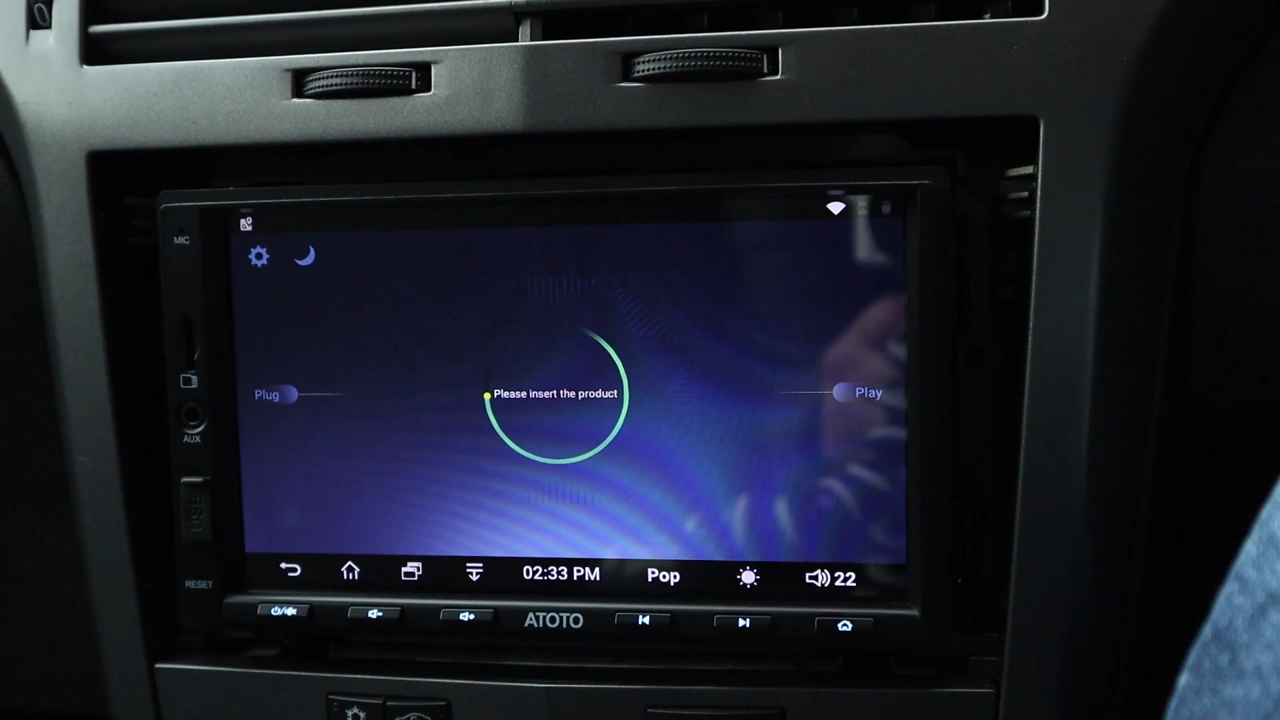 MIC
Plug
Please insert the product
Play
AUX
RESET
02:33 PM
Pop
22
ATOTO